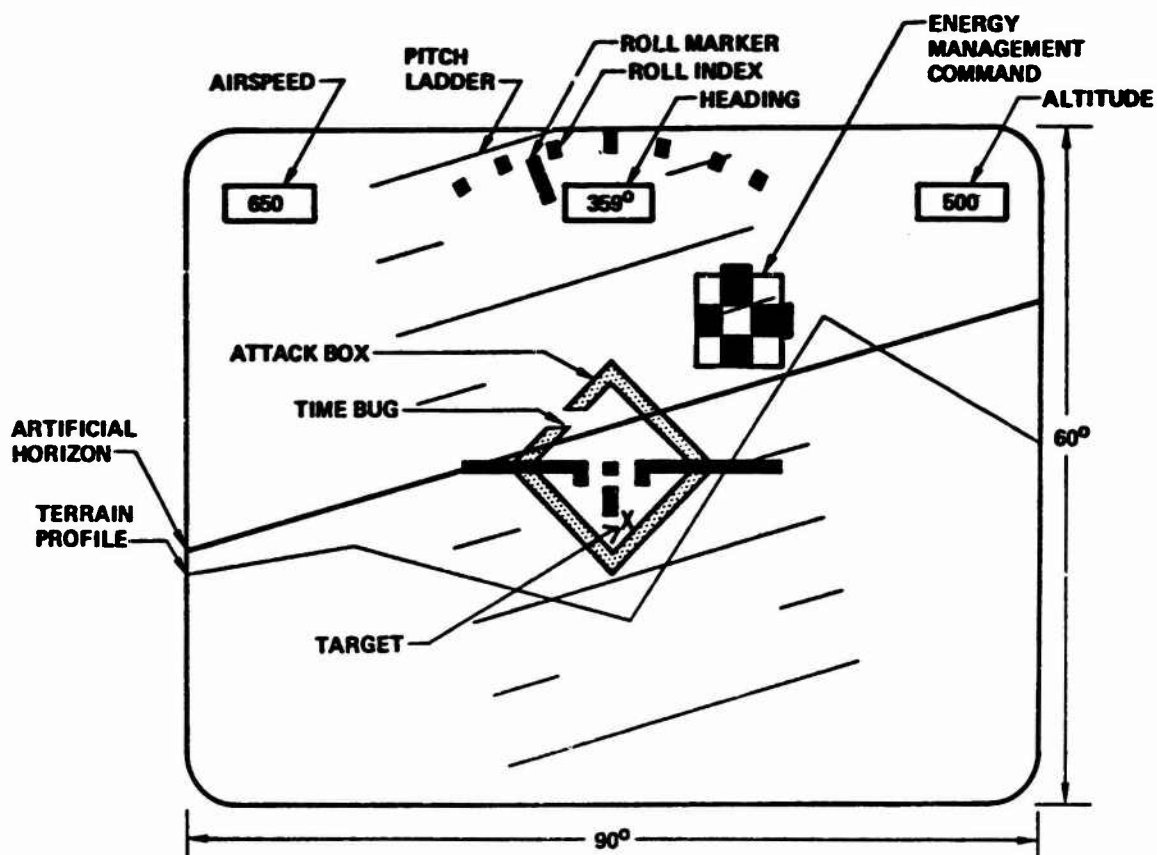 ENERGY
MANAGEMENT
COMMAND
ROLL MARKER
PITCH
LADDER
ROLL INDEX
AIRSPEED
HEADING
ALTITUDE
650
359°
500
ATTACK BOX
TIME BUG
ARTIFICIAL
HORIZON
60°
TERRAIN
PROFILE
X
TARGET
90°